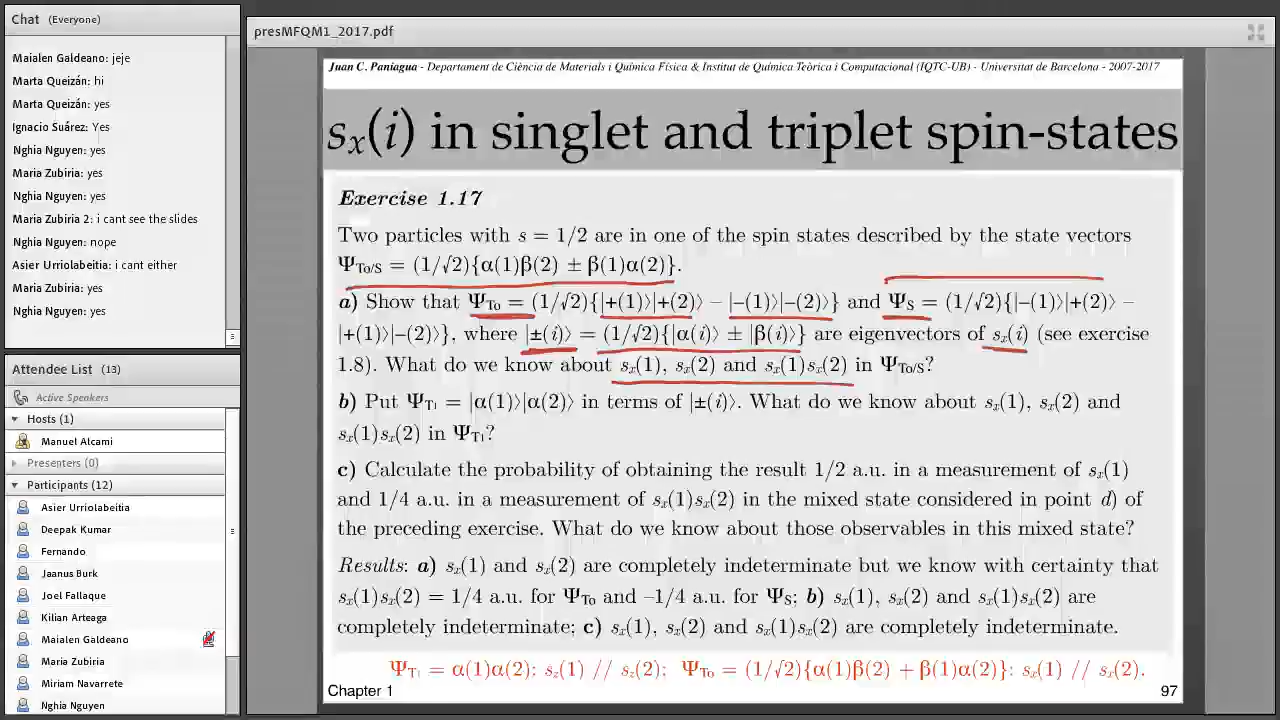 Chat (Everyone)
Maialen Galdeano: jeje
Marta Queizán: hi
Marta Queizán: yes
Ignacio Suárez: Yes
Nghia Nguyen: yes
Maria Zubiria: yes
Nghia Nguyen: yes
Maria Zubiria 2: i cant see the slides
Nghia Nguyen: nope
Asier Urriolabeitia: i cant either
Maria Zubiria: yes
Nghia Nguyen: yes
Attendee List (13)
Active Speakers
Hosts (1)
Manuel Alcami
Presenters (0)
Participants (12)
Asier Urriolabeitia
Deepak Kumar
Fernando
Jaanus Burk
Joel Fallaque
Kilian Arteaga
Maialen Galdeano
Maria Zubiria
Miriam Navarrete
Nghia Nguyen
presMFQM1_2017.pdf
Juan C. Paniagua - Departament de Ciència de Materials i Química Física & Institut de Química Teòrica i Computacional (IQTC-UB) - Universitat de Barcelona - 2007-2017
sₓ(i) in singlet and triplet spin-states
Exercise 1.17
Two particles with s = 1/2 are in one of the spin states described by the state vectors
Ψ_To/S = (1/√2){α(1)β(2) ± β(1)α(2)}.
a) Show that Ψ_To = (1/√2){|+(1)⟩|+(2)⟩ – |–(1)⟩|–(2)⟩} and Ψ_S = (1/√2){|–(1)⟩|+(2)⟩ –
|+(1)⟩|–(2)⟩}, where |±(i)⟩ = (1/√2){|α(i)⟩ ± |β(i)⟩} are eigenvectors of sₓ(i) (see exercise
1.8). What do we know about sₓ(1), sₓ(2) and sₓ(1)sₓ(2) in Ψ_To/S?
b) Put Ψ_T1 = |α(1)⟩|α(2)⟩ in terms of |±(i)⟩. What do we know about sₓ(1), sₓ(2) and
sₓ(1)sₓ(2) in Ψ_T1?
c) Calculate the probability of obtaining the result 1/2 a.u. in a measurement of sₓ(1)
and 1/4 a.u. in a measurement of sₓ(1)sₓ(2) in the mixed state considered in point d) of
the preceding exercise. What do we know about those observables in this mixed state?
Results: a) sₓ(1) and sₓ(2) are completely indeterminate but we know with certainty that
sₓ(1)sₓ(2) = 1/4 a.u. for Ψ_To and –1/4 a.u. for Ψ_S; b) sₓ(1), sₓ(2) and sₓ(1)sₓ(2) are
completely indeterminate; c) sₓ(1), sₓ(2) and sₓ(1)sₓ(2) are completely indeterminate.
Ψ_T1 = α(1)α(2): s_z(1) // s_z(2); Ψ_To = (1/√2){α(1)β(2) + β(1)α(2)}: sₓ(1) // sₓ(2).
Chapter 1
97